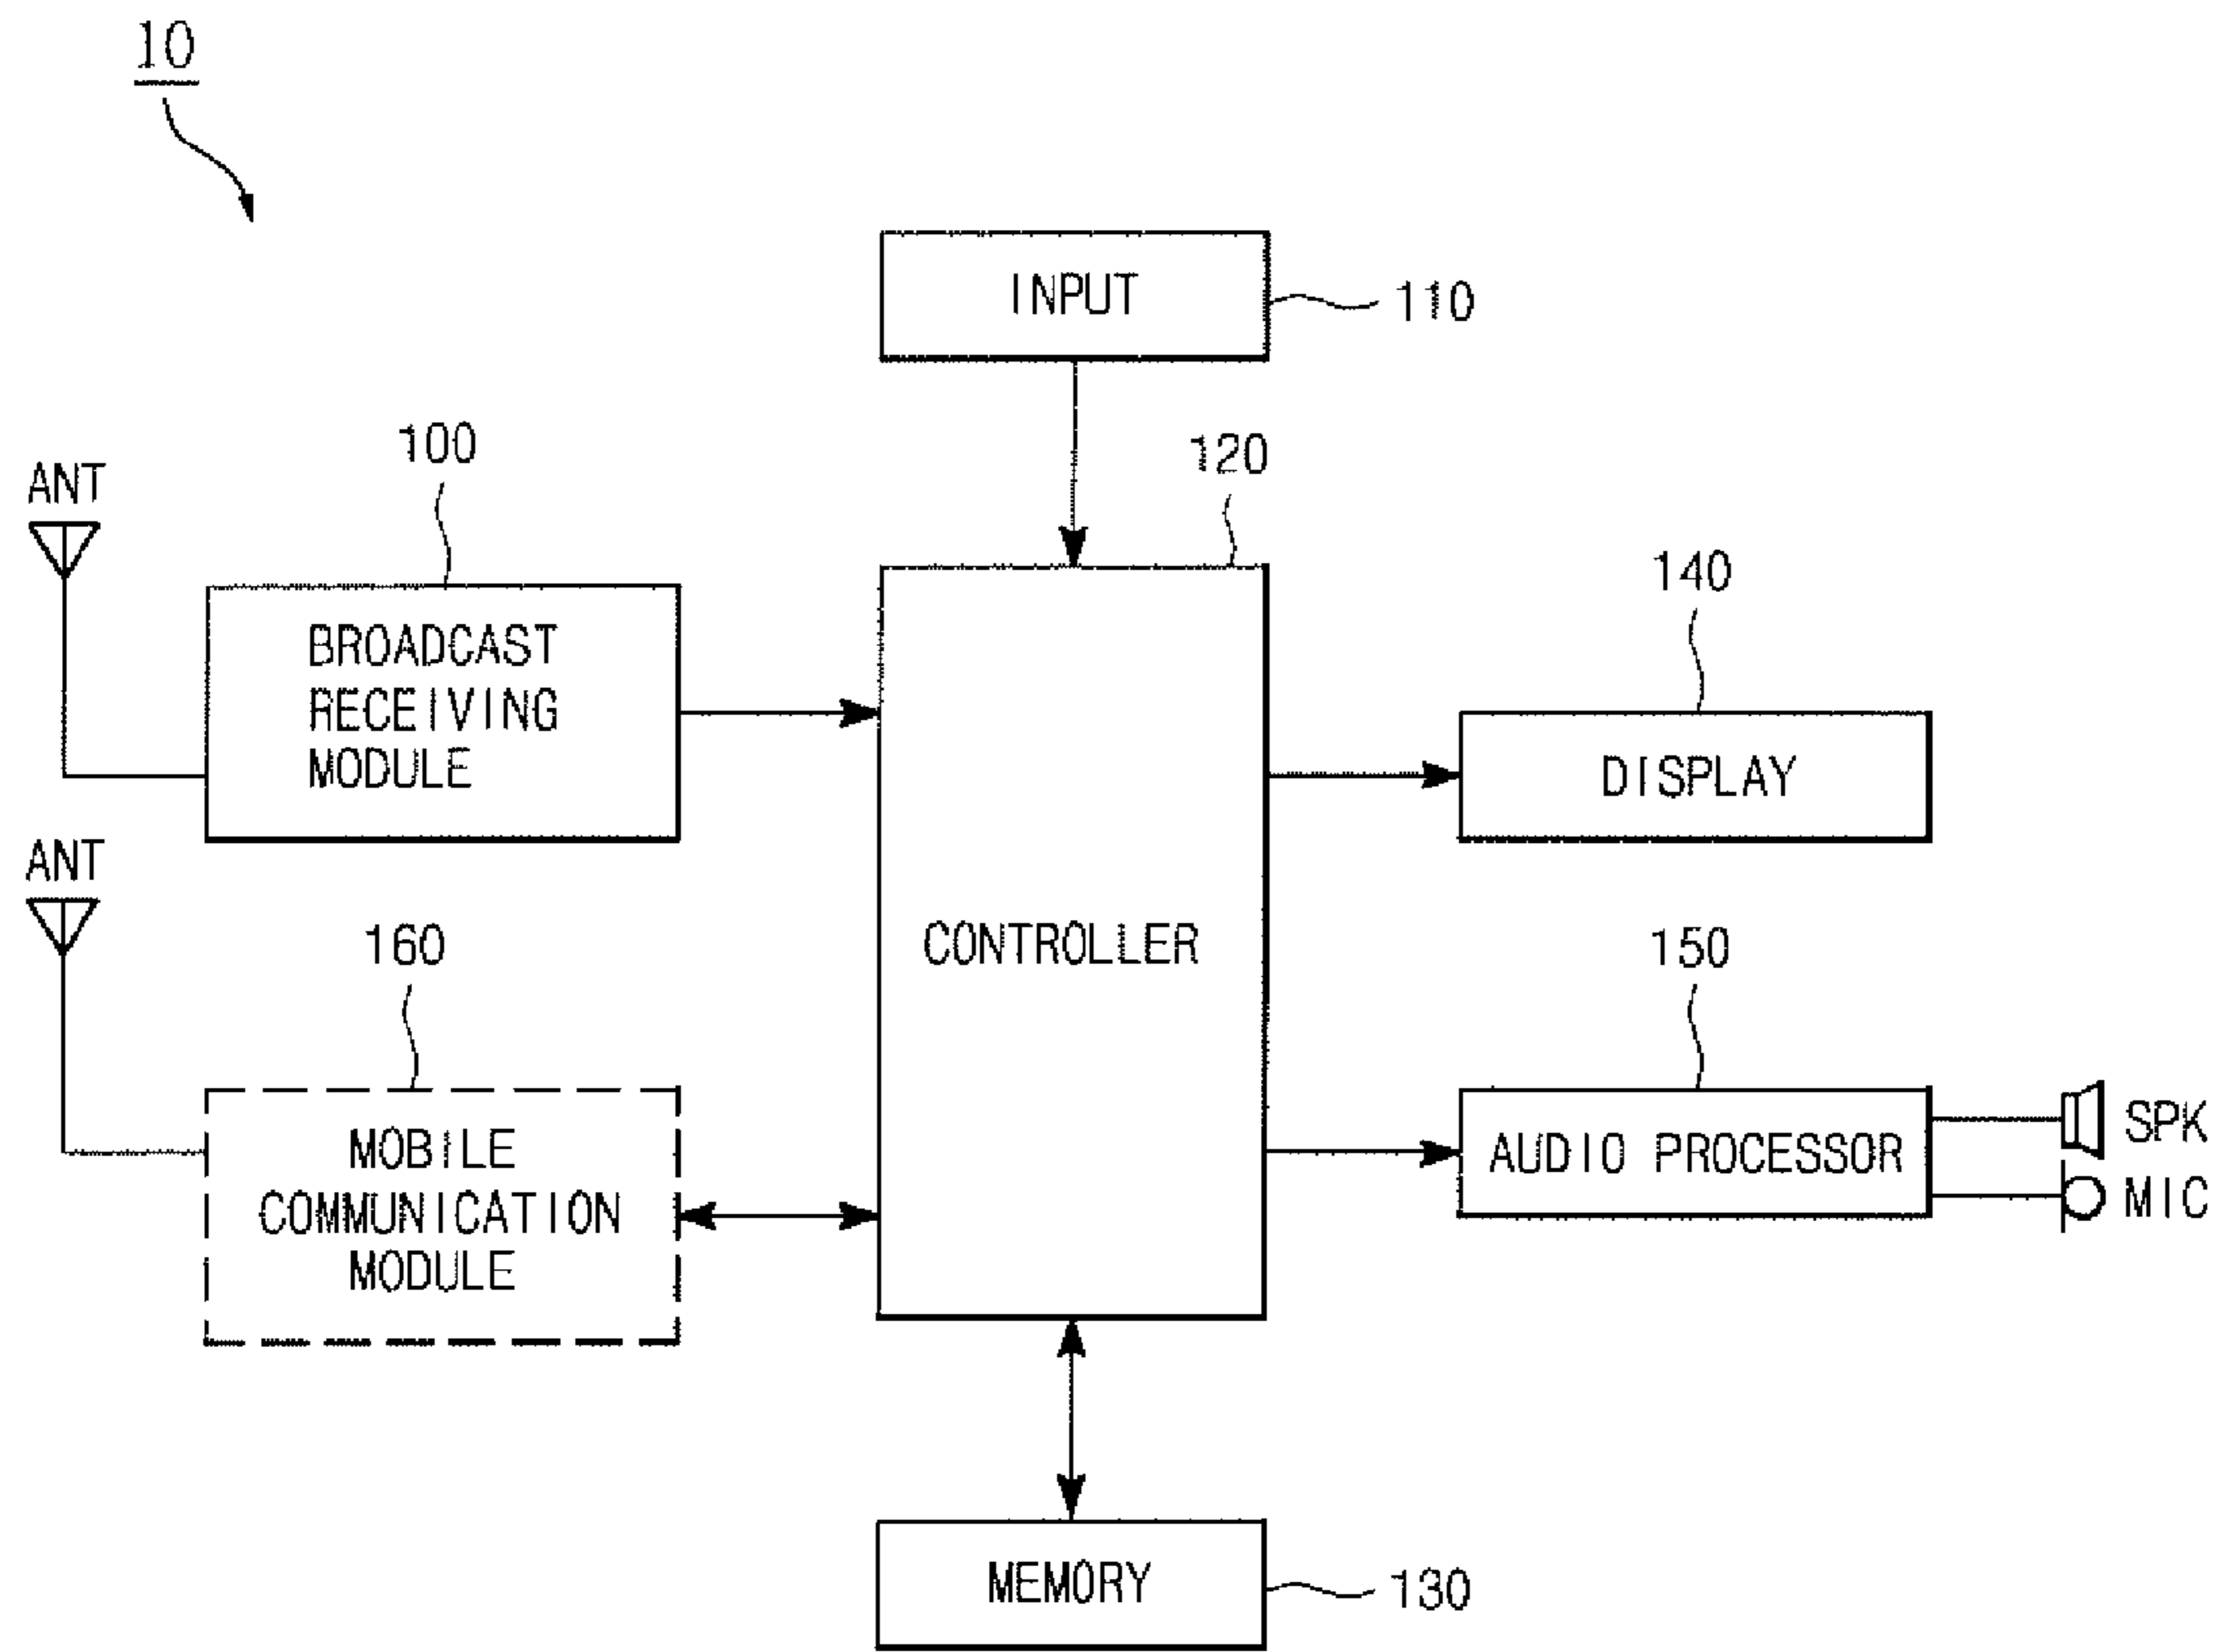 10
INPUT
110
100
120
ANT
BROADCAST
RECEIVING
MODULE
140
DISPLAY
ANT
160
CONTROLLER
150
MOBILE
COMMUNICATION
MODULE
AUDIO PROCESSOR
SPK
MIC
MEMORY
130